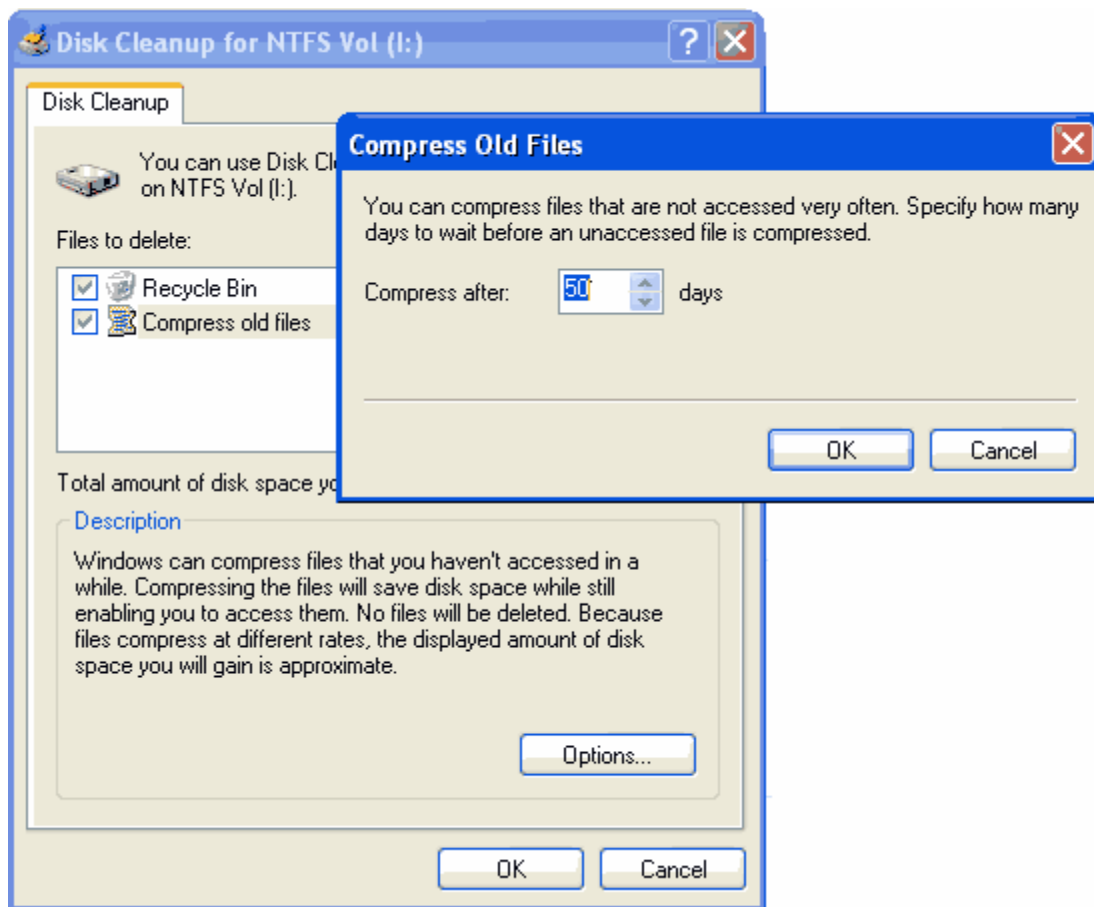 Disk Cleanup for NTFS Vol (I:)
Disk Cleanup
You can use Disk Cl
on NTFS Vol (I:).
Files to delete:
Recycle Bin
Compress old files
Total amount of disk space yo
Description
Windows can compress files that you haven't accessed in a
while. Compressing the files will save disk space while still
enabling you to access them. No files will be deleted. Because
files compress at different rates, the displayed amount of disk
space you will gain is approximate.
Options...
OK
Cancel
Compress Old Files
You can compress files that are not accessed very often. Specify how many
days to wait before an unaccessed file is compressed.
Compress after: 50 days
OK
Cancel